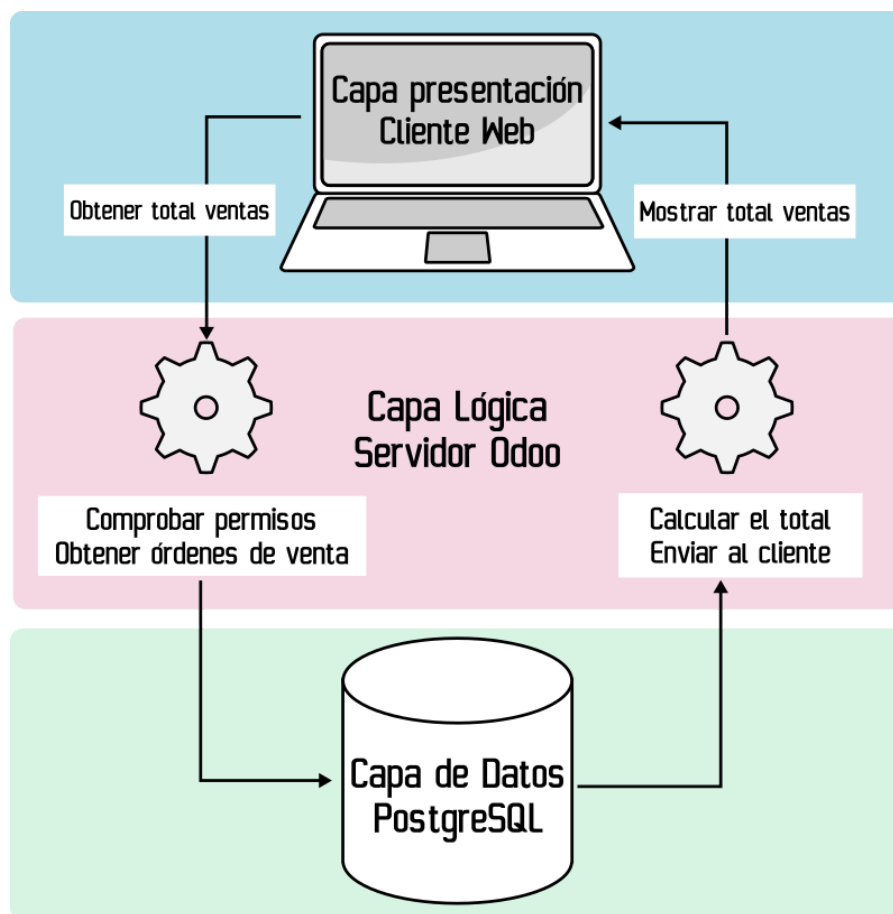 Capa presentación
Cliente Web
Obtener total ventas
Mostrar total ventas
Capa Lógica
Servidor Odoo
Comprobar permisos
Obtener órdenes de venta
Calcular el total
Enviar al cliente
Capa de Datos
PostgreSQL